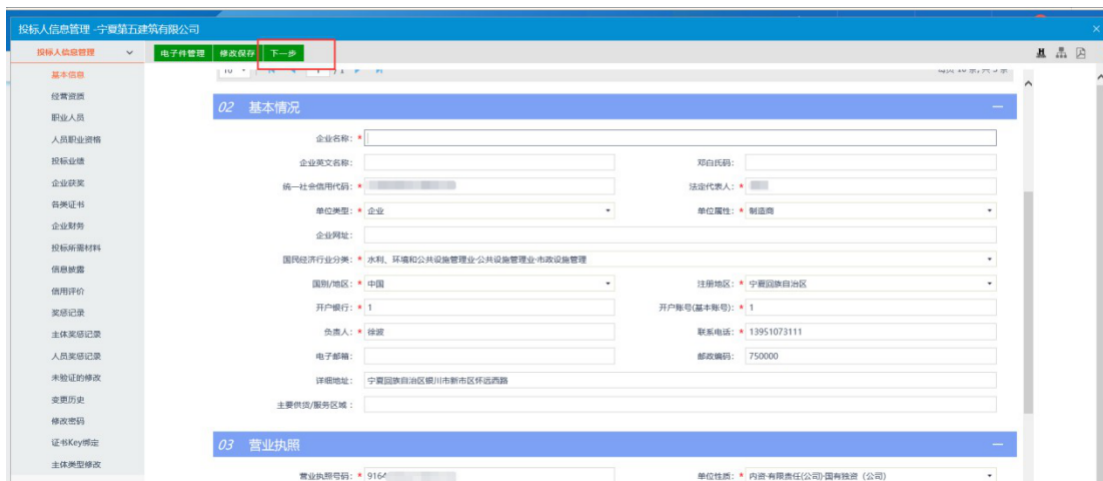 投标人信息管理 -宁夏第五建筑有限公司
投标人信息管理 电子件管理 修改保存 下一步
基本信息
经营资质
职业人员
人员职业资格
投标业绩
企业获奖
各类证书
企业财务
投标所需材料
信息披露
信用评价
奖惩记录
主体奖惩记录
人员奖惩记录
未验证的修改
变更历史
修改密码
证书Key绑定
主体类型修改
02 基本情况
企业名称: *
企业英文名称: 邓白氏码:
统一社会信用代码: * 法定代表人: *
单位类型: * 企业 单位属性: * 制造商
企业网址:
国民经济行业分类: * 水利、环境和公共设施管理业-公共设施管理业-市政设施管理
国别/地区: * 中国 注册地区: * 宁夏回族自治区
开户银行: * 1 开户账号(基本账号): * 1
负责人: * 徐波 联系电话: * 13951073111
电子邮箱: 邮政编码: 750000
详细地址: 宁夏回族自治区银川市新市区怀远西路
主要供货/服务区域:
03 营业执照
营业执照号码: * 916 单位性质: * 内资-有限责任(公司)-国有独资 (公司)